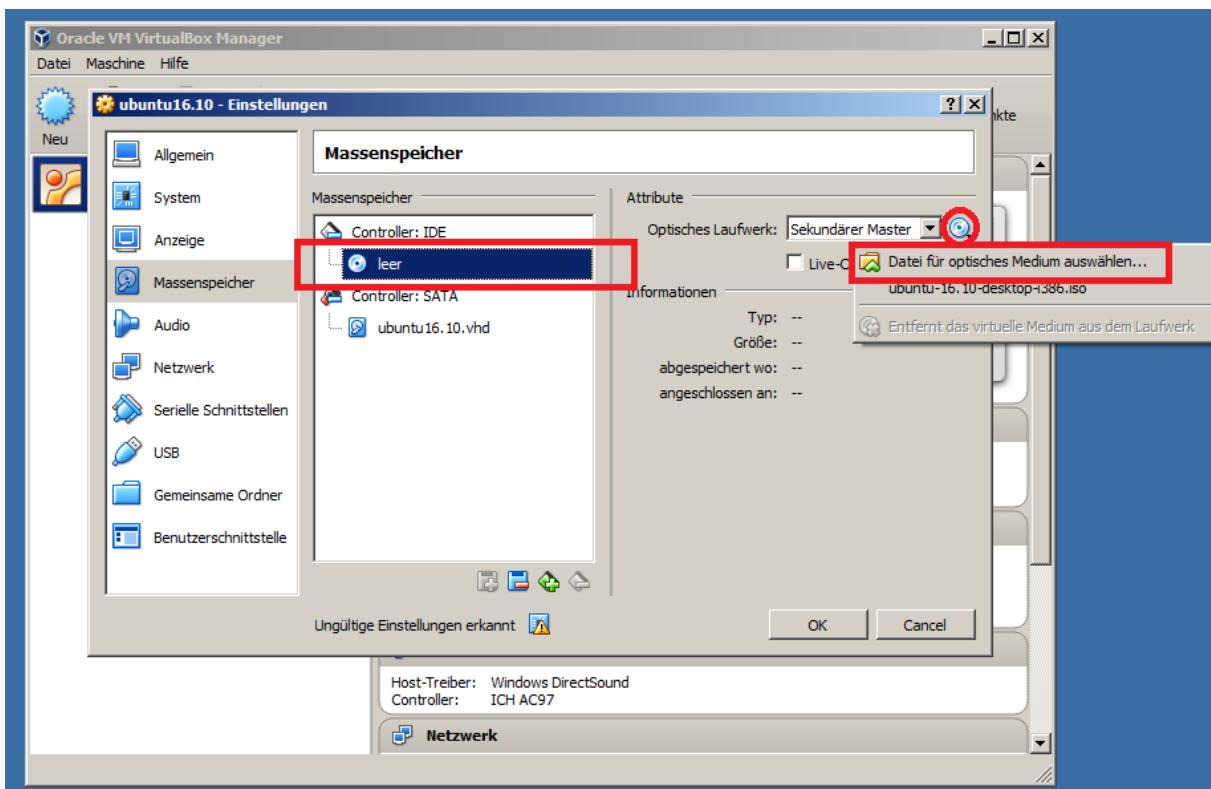 Oracle VM VirtualBox Manager
Datei Maschine Hilfe
Neu
ubuntu16.10 - Einstellungen
Allgemein
System
Anzeige
Massenspeicher
Audio
Netzwerk
Serielle Schnittstellen
USB
Gemeinsame Ordner
Benutzerschnittstelle
Massenspeicher
Massenspeicher
Controller: IDE
leer
Controller: SATA
ubuntu16.10.vhd
Attribute
Optisches Laufwerk: Sekundärer Master
Datei für optisches Medium auswählen...
ubuntu-16.10-desktop-i386.iso
Entfernt das virtuelle Medium aus dem Laufwerk
Informationen
Typ: --
Größe: --
abgespeichert wo: --
angeschlossen an: --
Ungültige Einstellungen erkannt
OK Cancel
Host-Treiber: Windows DirectSound
Controller: ICH AC97
Netzwerk